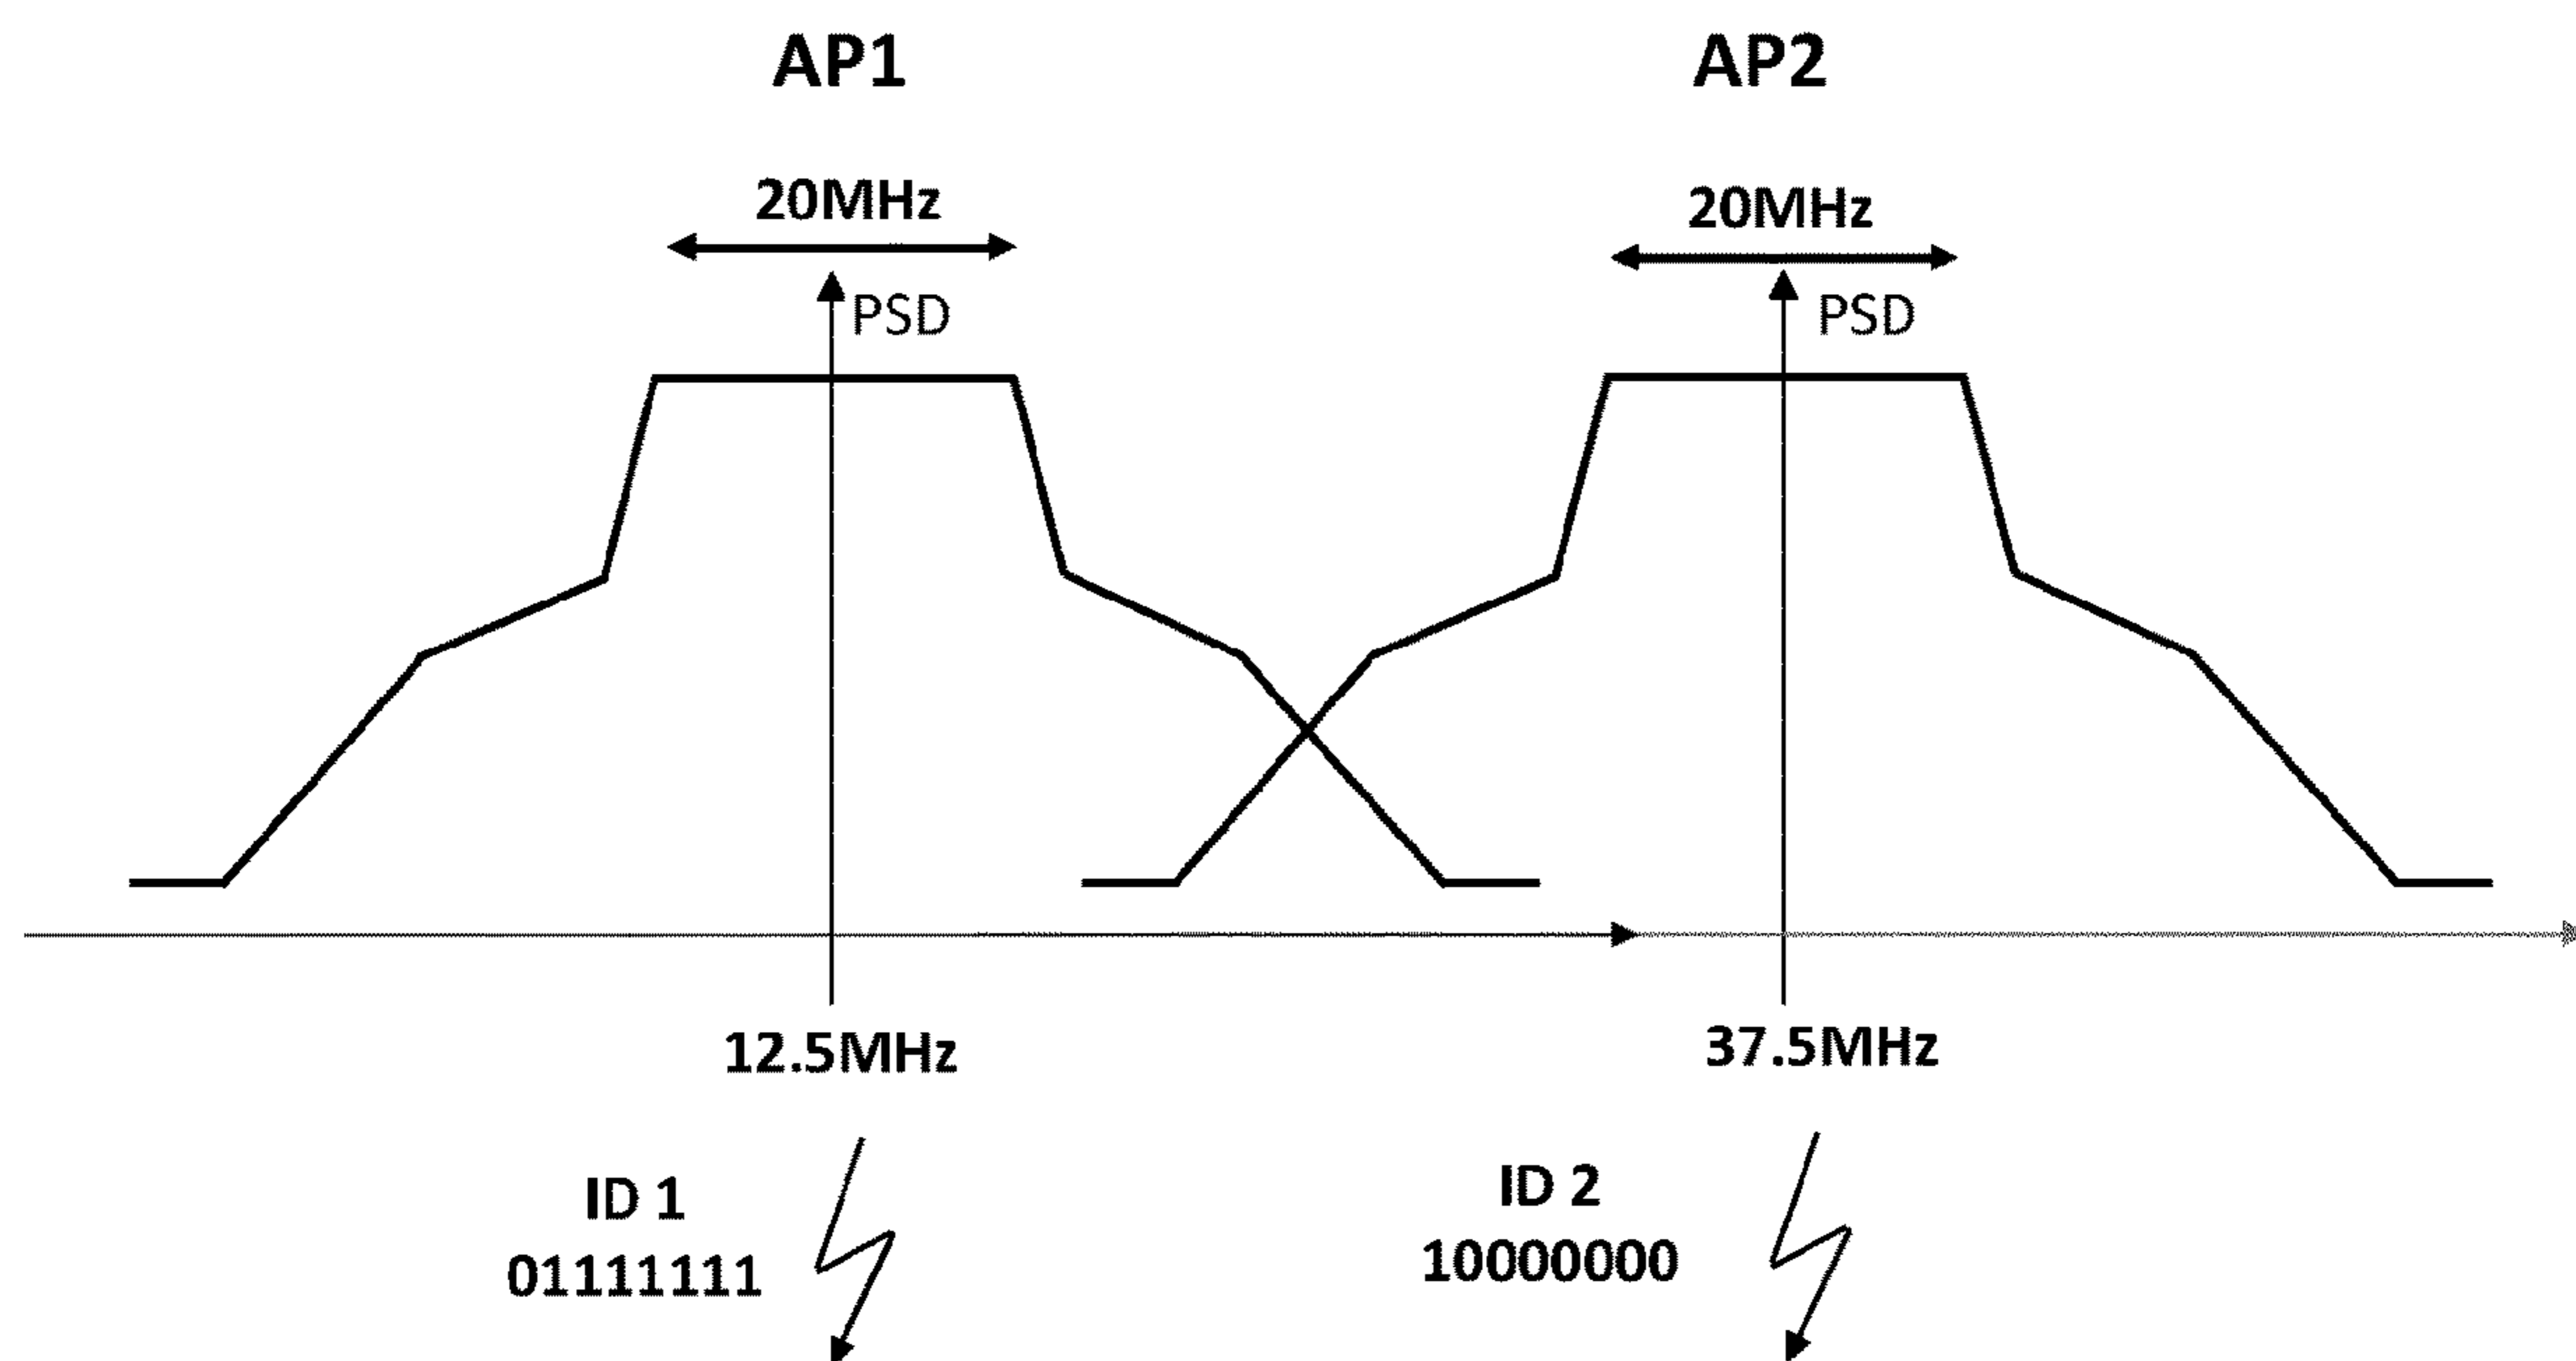 AP1 AP2
20MHz 20MHz
PSD PSD
12.5MHz 37.5MHz
ID 1 ID 2
01111111 10000000